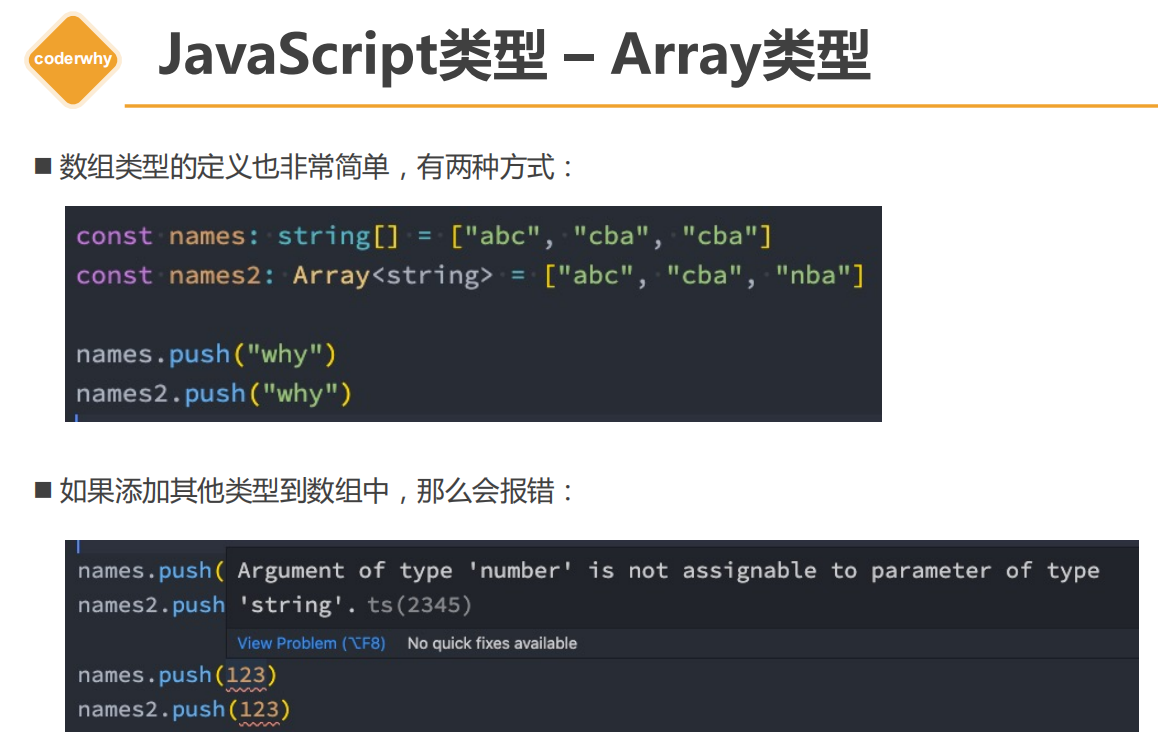 coderwhy
JavaScript类型 – Array类型
■ 数组类型的定义也非常简单，有两种方式：
const names: string[] = ["abc", "cba", "cba"]
const names2: Array<string> = ["abc", "cba", "nba"]
names.push("why")
names2.push("why")
■ 如果添加其他类型到数组中，那么会报错：
names.push( Argument of type 'number' is not assignable to parameter of type
names2.push 'string'. ts(2345)
View Problem (⌥F8) No quick fixes available
names.push(123)
names2.push(123)